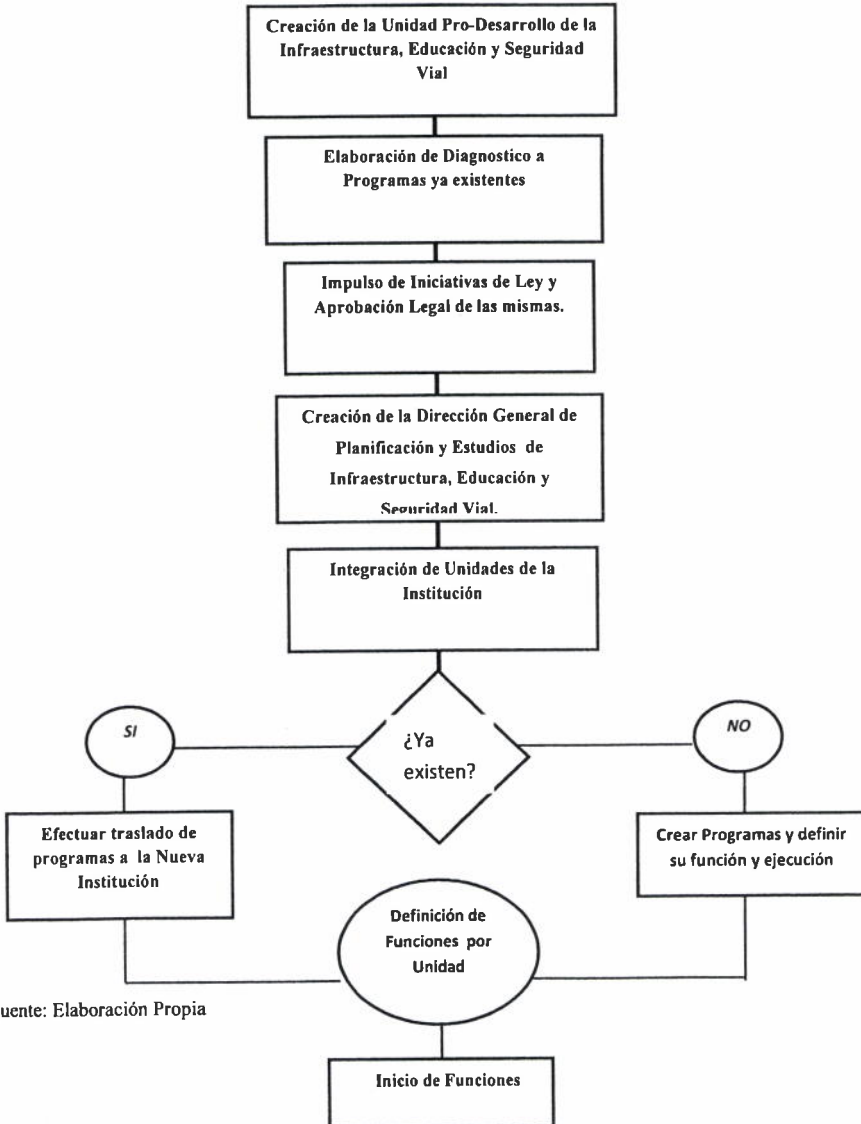 Creación de la Unidad Pro-Desarrollo de la
Infraestructura, Educación y Seguridad
Vial
Elaboración de Diagnostico a
Programas ya existentes
Impulso de Iniciativas de Ley y
Aprobación Legal de las mismas.
Creación de la Dirección General de
Planificación y Estudios de
Infraestructura, Educación y
Seguridad Vial.
Integración de Unidades de la
Institución
SI
¿Ya
existen?
NO
Efectuar traslado de
programas a la Nueva
Institución
Crear Programas y definir
su función y ejecución
Definición de
Funciones por
Unidad
uente: Elaboración Propia
Inicio de Funciones